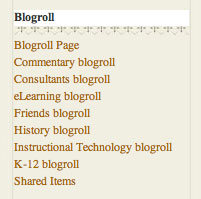 Blogroll
Blogroll Page
Commentary blogroll
Consultants blogroll
eLearning blogroll
Friends blogroll
History blogroll
Instructional Technology blogroll
K-12 blogroll
Shared Items